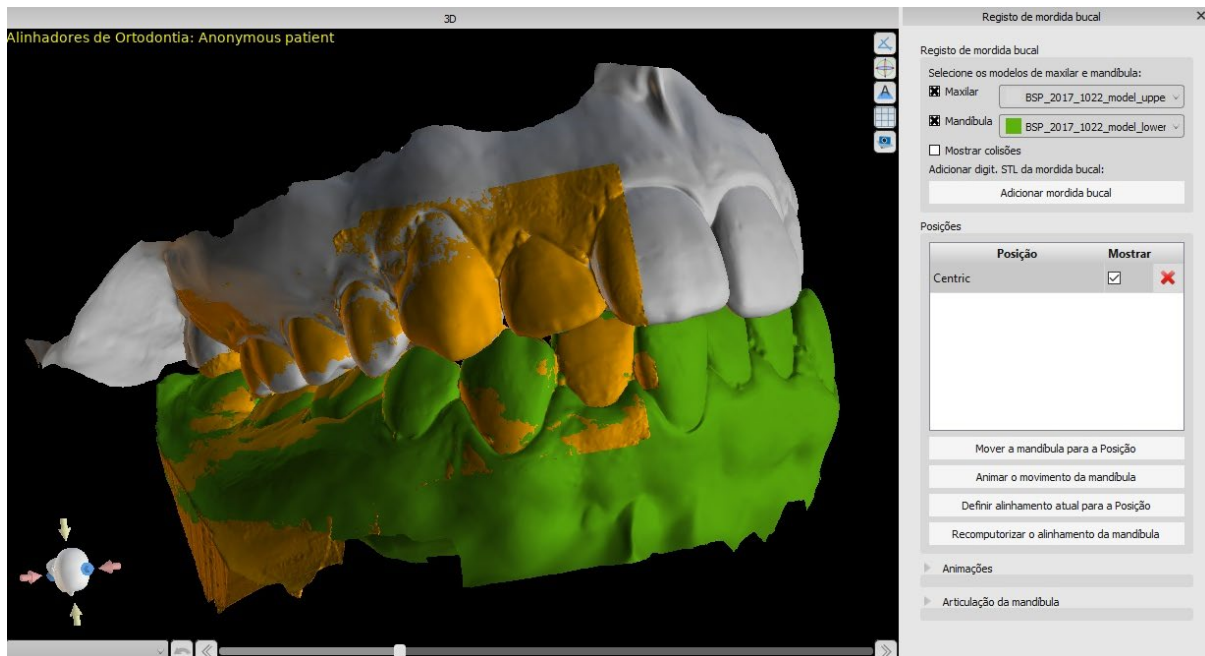 3D
Alinhadores de Ortodontia: Anonymous patient
A
Registo de mordida bucal
Registo de mordida bucal
Selecione os modelos de maxilar e mandíbula:
Maxilar BSP_2017_1022_model_uppe
Mandíbula BSP_2017_1022_model_lower
Mostrar colisões
Adicionar digit. STL da mordida bucal:
Adicionar mordida bucal
Posições
Posição Mostrar
Centric
Mover a mandíbula para a Posição
Animar o movimento da mandíbula
Definir alinhamento atual para a Posição
Recomputorizar o alinhamento da mandíbula
Animações
Articulação da mandíbula